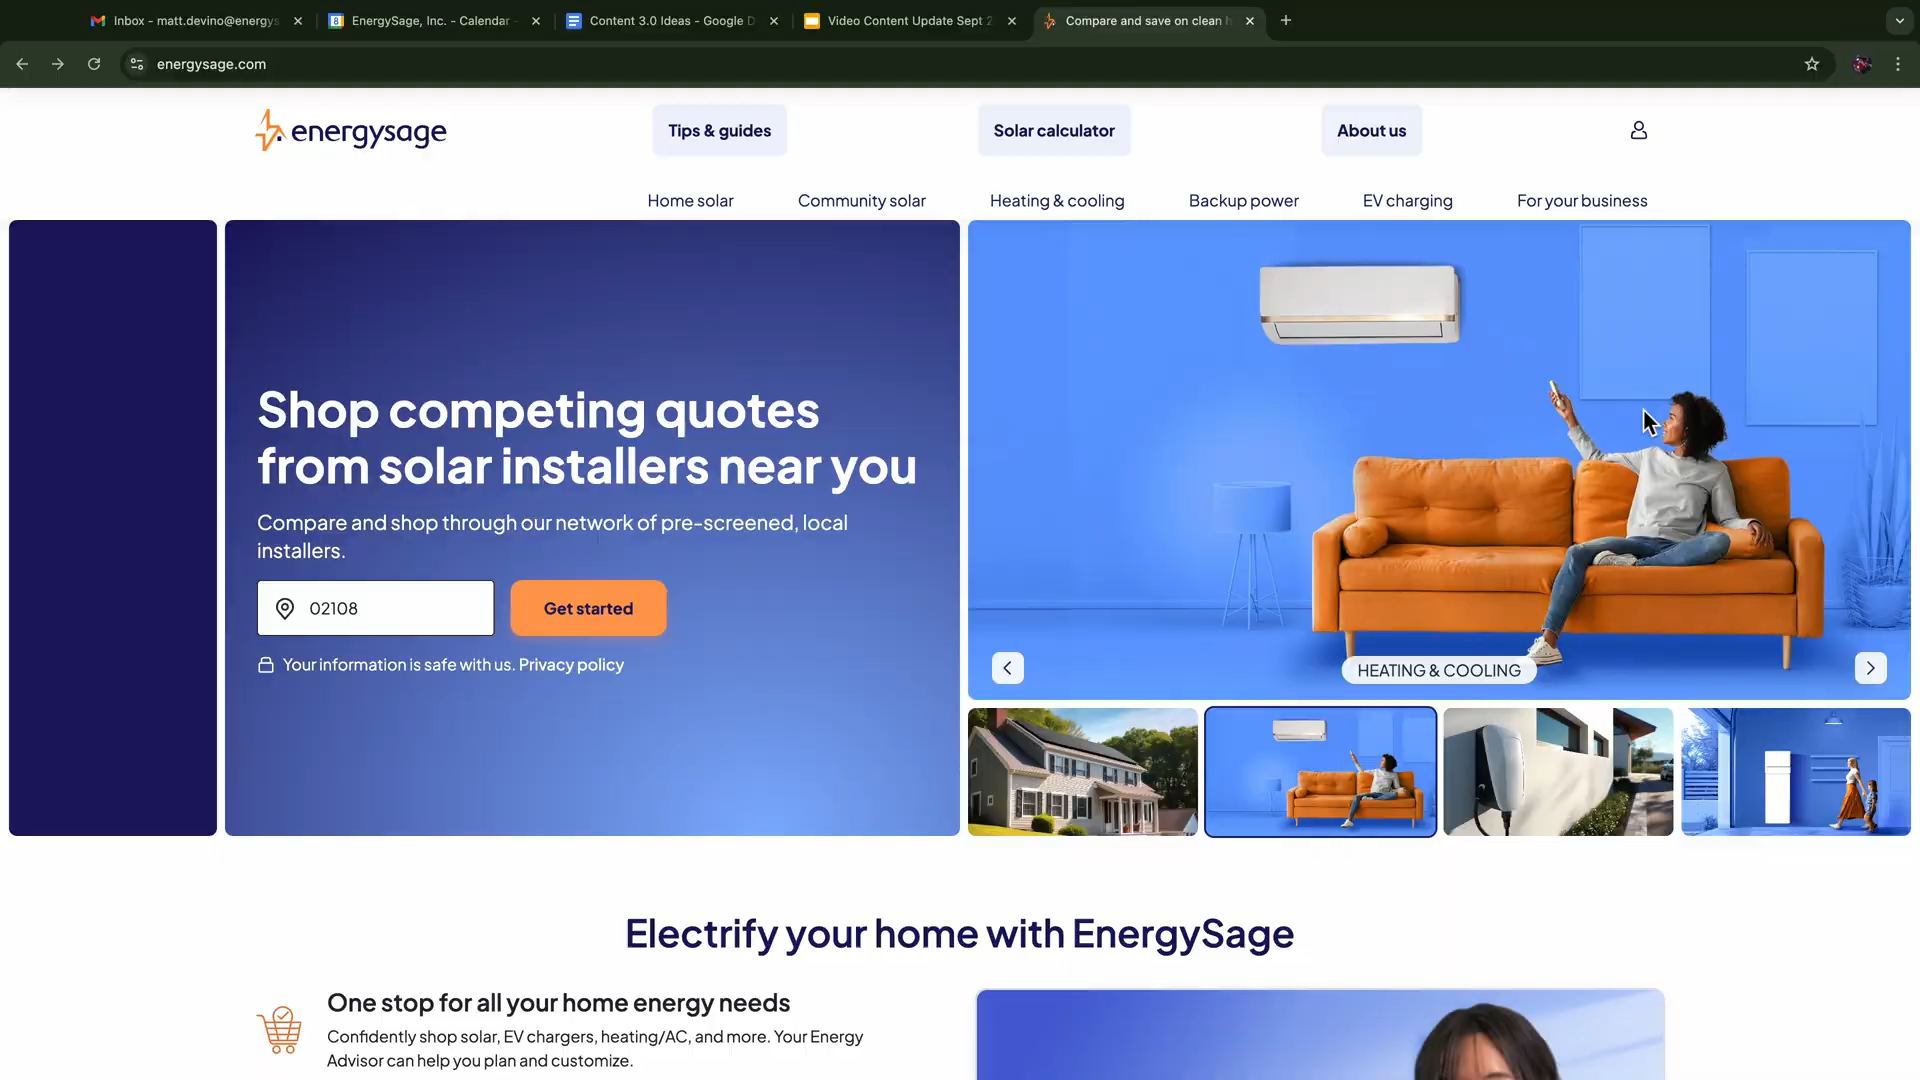 Inbox - matt.devino@energys
EnergySage, Inc. - Calendar
Content 3.0 Ideas - Google D
Video Content Update Sept 2
Compare and save on clean h
energysage.com
energysage
Tips & guides
Solar calculator
About us
Home solar
Community solar
Heating & cooling
Backup power
EV charging
For your business
Shop competing quotes
from solar installers near you
Compare and shop through our network of pre-screened, local
installers.
02108
Get started
Your information is safe with us. Privacy policy
HEATING & COOLING
Electrify your home with EnergySage
One stop for all your home energy needs
Confidently shop solar, EV chargers, heating/AC, and more. Your Energy
Advisor can help you plan and customize.